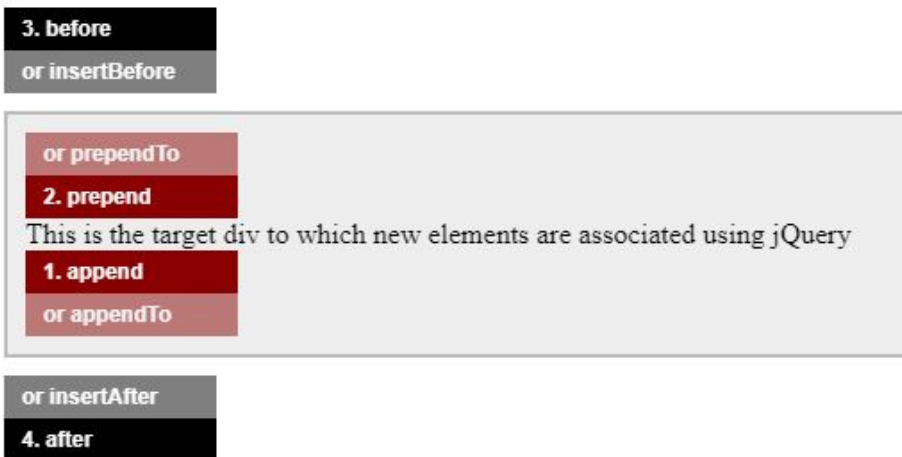 3. before
or insertBefore
or prependTo
2. prepend
This is the target div to which new elements are associated using jQuery
1. append
or appendTo
or insertAfter
4. after